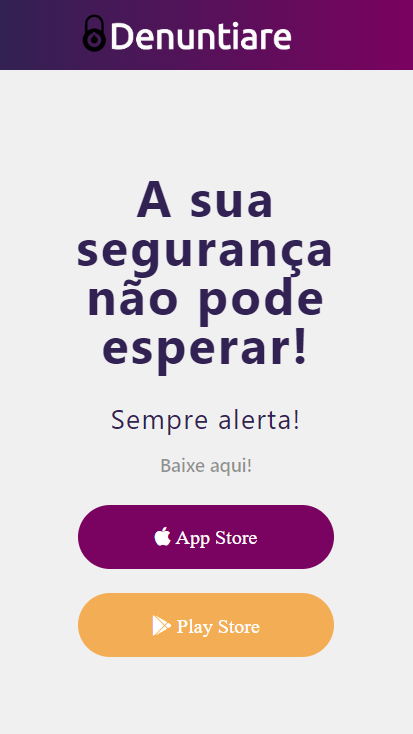 Denuntiare
A sua
segurança
não pode
esperar!
Sempre alerta!
Baixe aqui!
App Store
Play Store